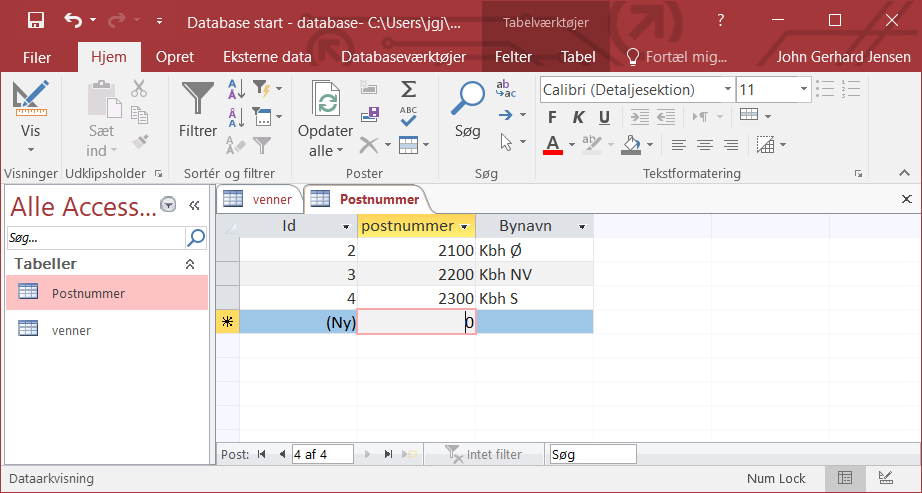 Database start - database- C:\Users\jgj\... Tabelværktøjer ?
Filer Hjem Opret Eksterne data Databaseværktøjer Felter Tabel Fortæl mig... John Gerhard Jensen
Vis
Sæt ind
Filtrer
Opdater alle
ABC
Søg
ab
ac
Calibri (Detaljesektion) 11
F K U
A
Visninger Udklipsholder Sortér og filtrer Poster Søg Tekstformatering
Alle Access...
Søg...
Tabeller
Postnummer
venner
venner Postnummer
Id postnummer Bynavn
2 2100 Kbh Ø
3 2200 Kbh NV
4 2300 Kbh S
(Ny) 0
Post: 4 af 4 Intet filter Søg
Dataarkvisning Num Lock